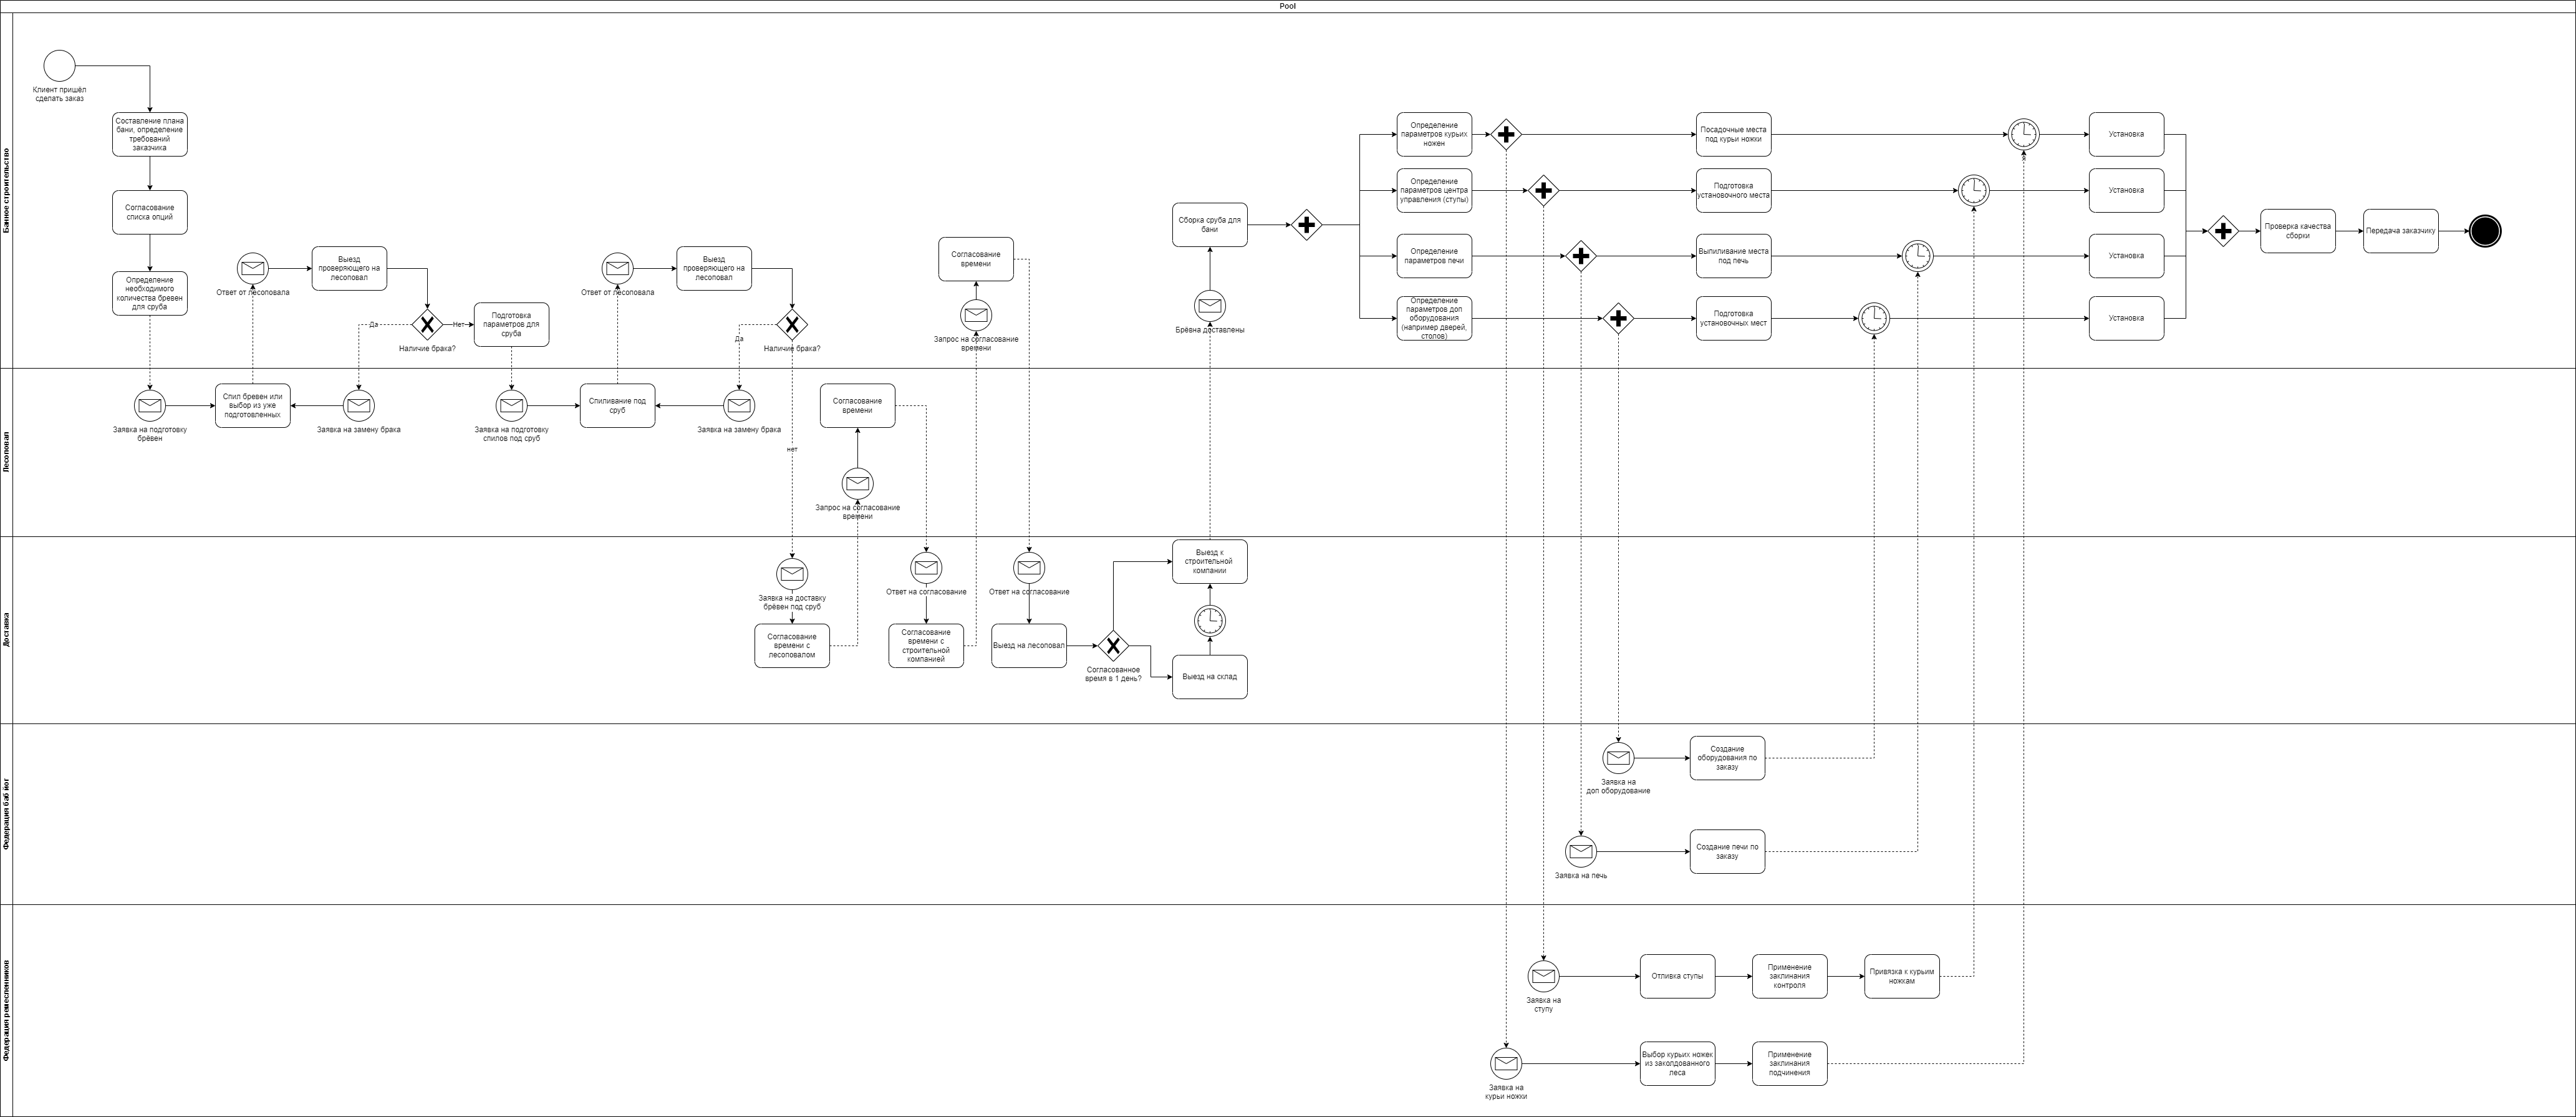 Pool
Банное строительство
Клиент пришёл
сделать заказ
Составление плана
бани, определение
требований
заказчика
Согласование
списка опций
Определение
необходимого
количества бревен
для сруба
Ответ от лесоповала
Выезд
проверяющего на
лесоповал
Да
Нет
Наличие брака?
Подготовка
параметров для
сруба
Ответ от лесоповала
Выезд
проверяющего на
лесоповал
Да
Наличие брака?
Согласование
времени
Запрос на согласование
времени
Сборка сруба для
бани
Брёвна доставлены
Определение
параметров курьих
ножен
Посадочные места
под курьи ножки
Установка
Определение
параметров центра
управления (ступы)
Подготовка
установочного места
Установка
Определение
параметров печи
Выпиливание места
под печь
Установка
Определение
параметров доп
оборудования
(например дверей,
столов)
Подготовка
установочных мест
Установка
Проверка качества
сборки
Передача заказчику
Лесоповал
Заявка на подготовку
брёвен
Спил бревен или
выбор из уже
подготовленных
Заявка на замену брака
Заявка на подготовку
спилов под сруб
Спиливание под
сруб
Заявка на замену брака
нет
Согласование
времени
Запрос на согласование
времени
Доставка
Заявка на доставку
брёвен под сруб
Согласование
времени с
лесоповалом
Ответ на согласование
Согласование
времени с
строительной
компанией
Ответ на согласование
Выезд на лесоповал
Согласованное
время в 1 день?
Выезд к
строительной
компании
Выезд на склад
Федерация баб йог
Заявка на
доп оборудование
Создание
оборудования по
заказу
Заявка на печь
Создание печи по
заказу
Федерация ремесленников
Заявка на
ступу
Отливка ступы
Применение
заклинания
контроля
Привязка к курьим
ножкам
Заявка на
курьи ножки
Выбор курьих ножек
из заколдованного
леса
Применение
заклинания
подчинения